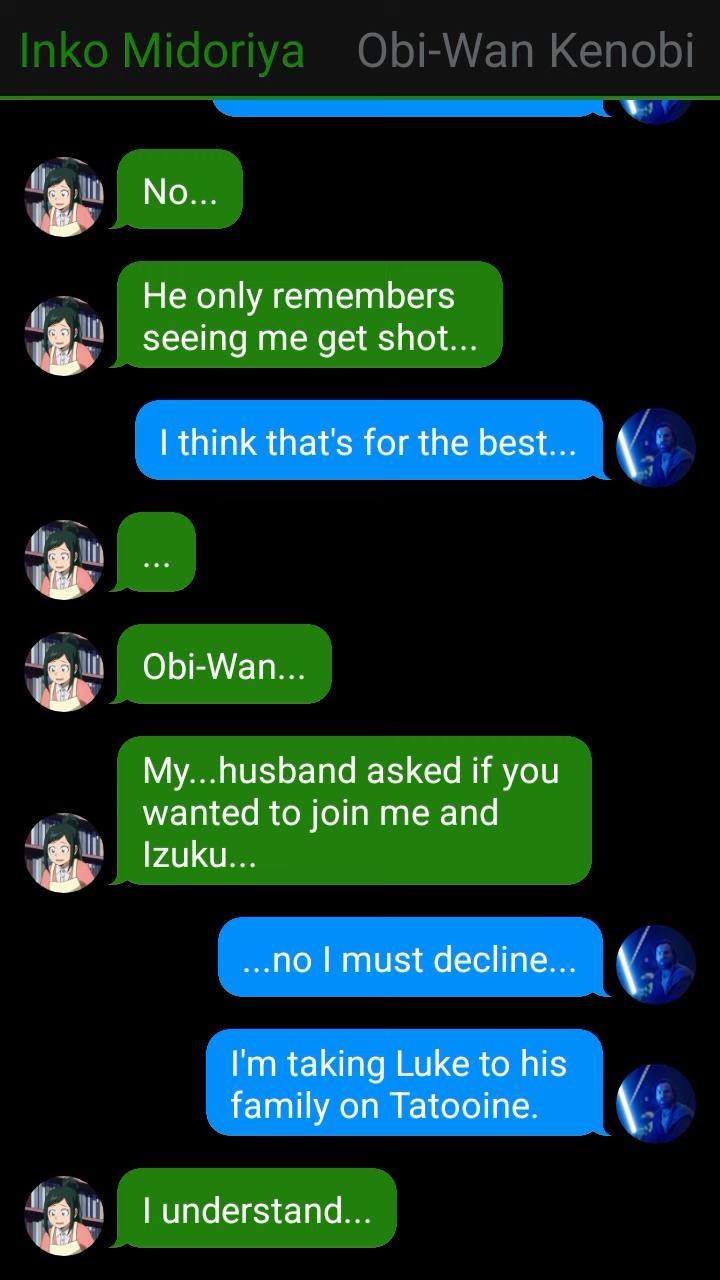 Inko Midoriya Obi-Wan Kenobi
No...
He only remembers
seeing me get shot...
I think that's for the best...
...
Obi-Wan...
My...husband asked if you
wanted to join me and
Izuku...
...no I must decline...
I'm taking Luke to his
family on Tatooine.
I understand...